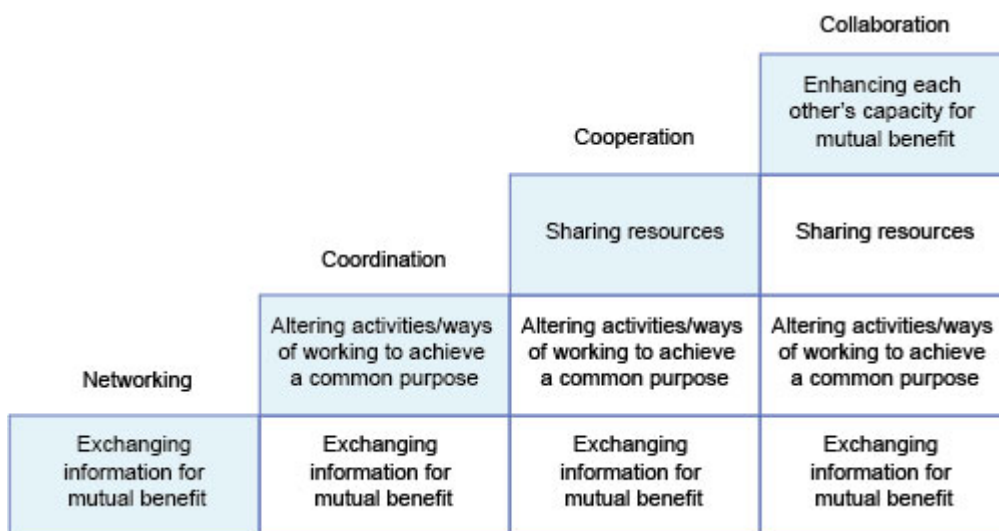 Collaboration
Enhancing each
other's capacity for
mutual benefit
Cooperation
Sharing resources
Sharing resources
Coordination
Altering activities/ways
of working to achieve
a common purpose
Altering activities/ways
of working to achieve
a common purpose
Altering activities/ways
of working to achieve
a common purpose
Networking
Exchanging
information for
mutual benefit
Exchanging
information for
mutual benefit
Exchanging
information for
mutual benefit
Exchanging
information for
mutual benefit